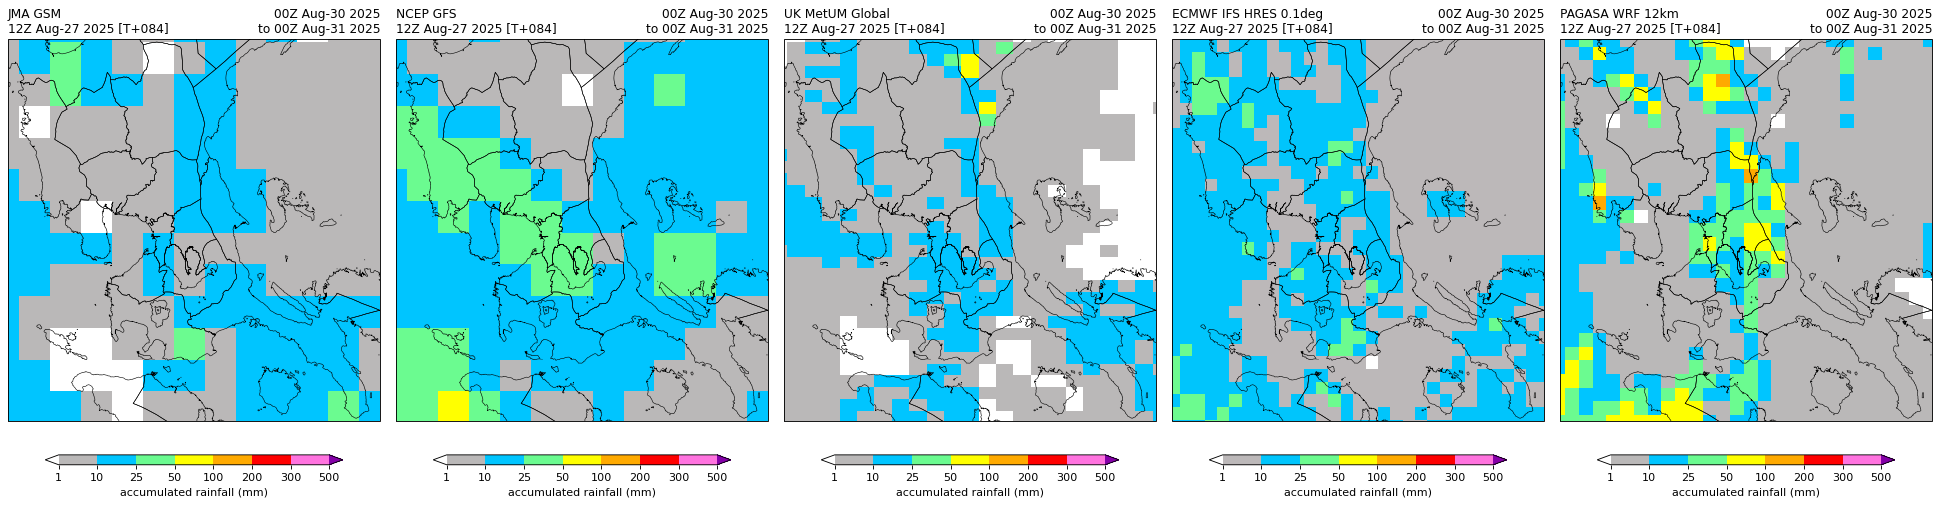 JMA GSM
12Z Aug-27 2025 [T+084]
00Z Aug-30 2025
to 00Z Aug-31 2025
1 10 25 50 100 200 300 500
accumulated rainfall (mm)
NCEP GFS
12Z Aug-27 2025 [T+084]
00Z Aug-30 2025
to 00Z Aug-31 2025
1 10 25 50 100 200 300 500
accumulated rainfall (mm)
UK MetUM Global
12Z Aug-27 2025 [T+084]
00Z Aug-30 2025
to 00Z Aug-31 2025
1 10 25 50 100 200 300 500
accumulated rainfall (mm)
ECMWF IFS HRES 0.1deg
12Z Aug-27 2025 [T+084]
00Z Aug-30 2025
to 00Z Aug-31 2025
1 10 25 50 100 200 300 500
accumulated rainfall (mm)
PAGASA WRF 12km
12Z Aug-27 2025 [T+084]
00Z Aug-30 2025
to 00Z Aug-31 2025
1 10 25 50 100 200 300 500
accumulated rainfall (mm)